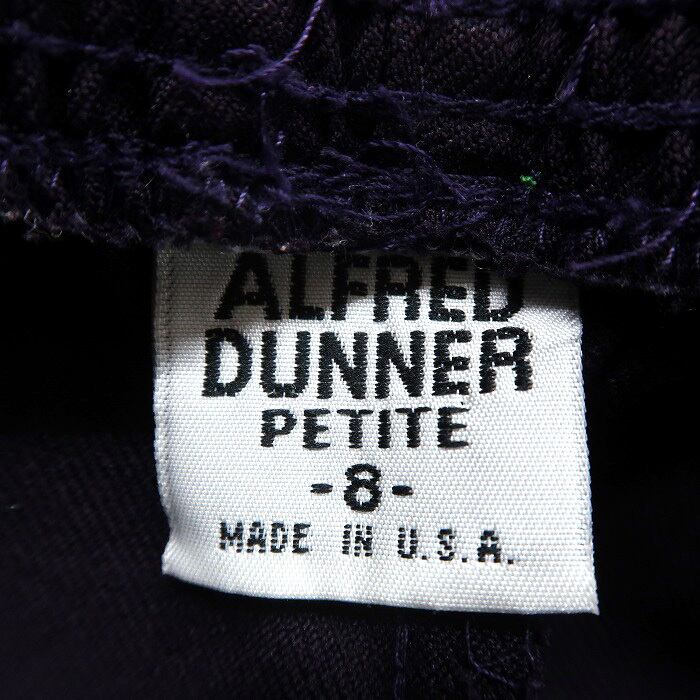 ALFRED
DUNNER
PETITE
-8-
MADE IN U.S.A.